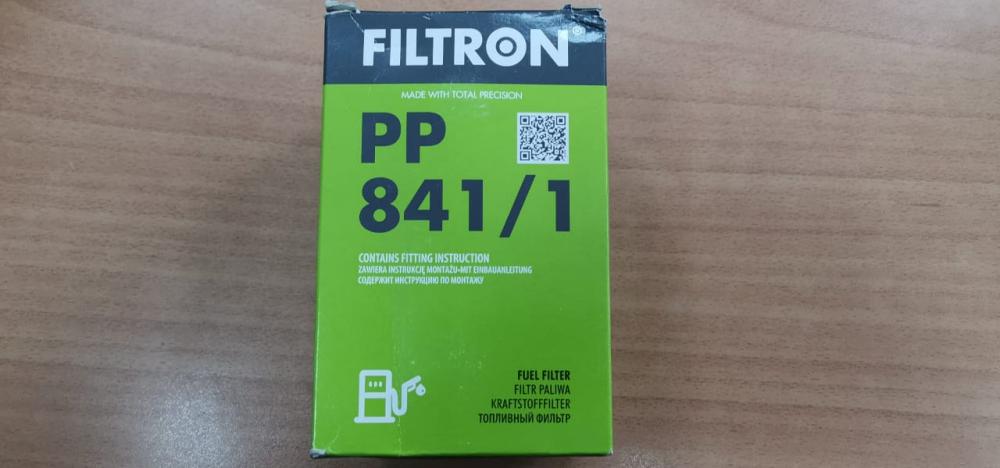 FILTRON®
MADE WITH TOTAL PRECISION
PP
841/1
CONTAINS FITTING INSTRUCTION
ZAWIERA INSTRUKCJĘ MONTAŻU•MIT EINBAUANLEITUNG
СОДЕРЖИТ ИНСТРУКЦИЮ ПО МОНТАЖУ
FUEL FILTER
FILTR PALIWA
KRAFTSTOFFFILTER
ТОПЛИВНЫЙ ФИЛЬТР